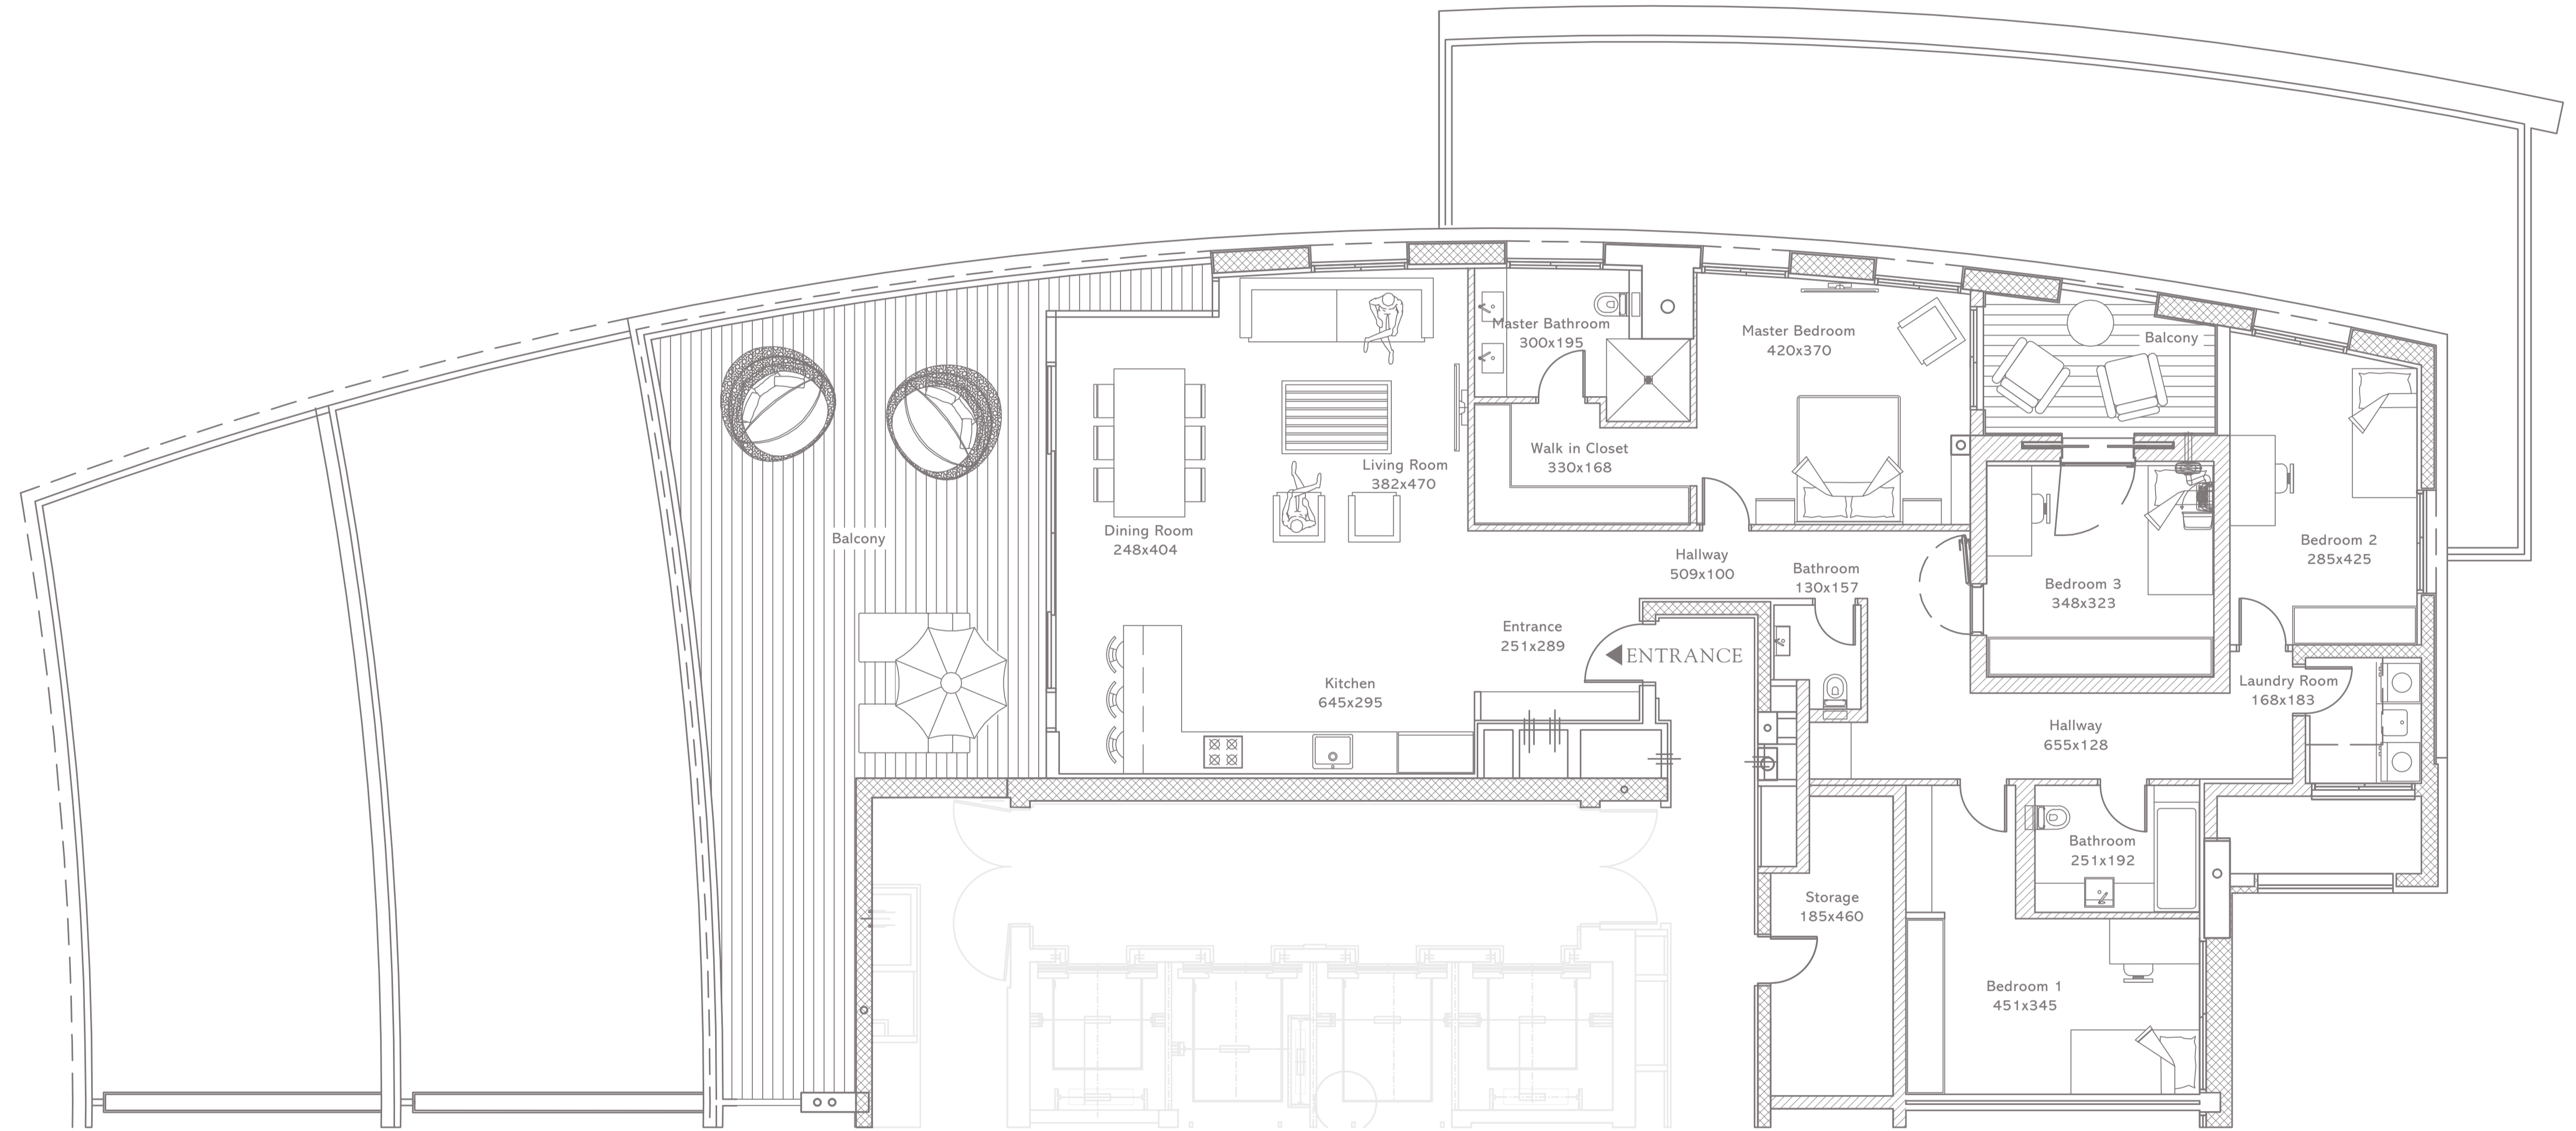 Master Bathroom
300x195
Master Bedroom
420x370
Balcony
Walk in Closet
330x168
Living Room
382x470
Dining Room
248x404
Balcony
Hallway
509x100
Bathroom
130x157
Bedroom 3
348x323
Bedroom 2
285x425
Entrance
251x289
ENTRANCE
Kitchen
645x295
Laundry Room
168x183
Hallway
655x128
Bathroom
251x192
Storage
185x460
Bedroom 1
451x345